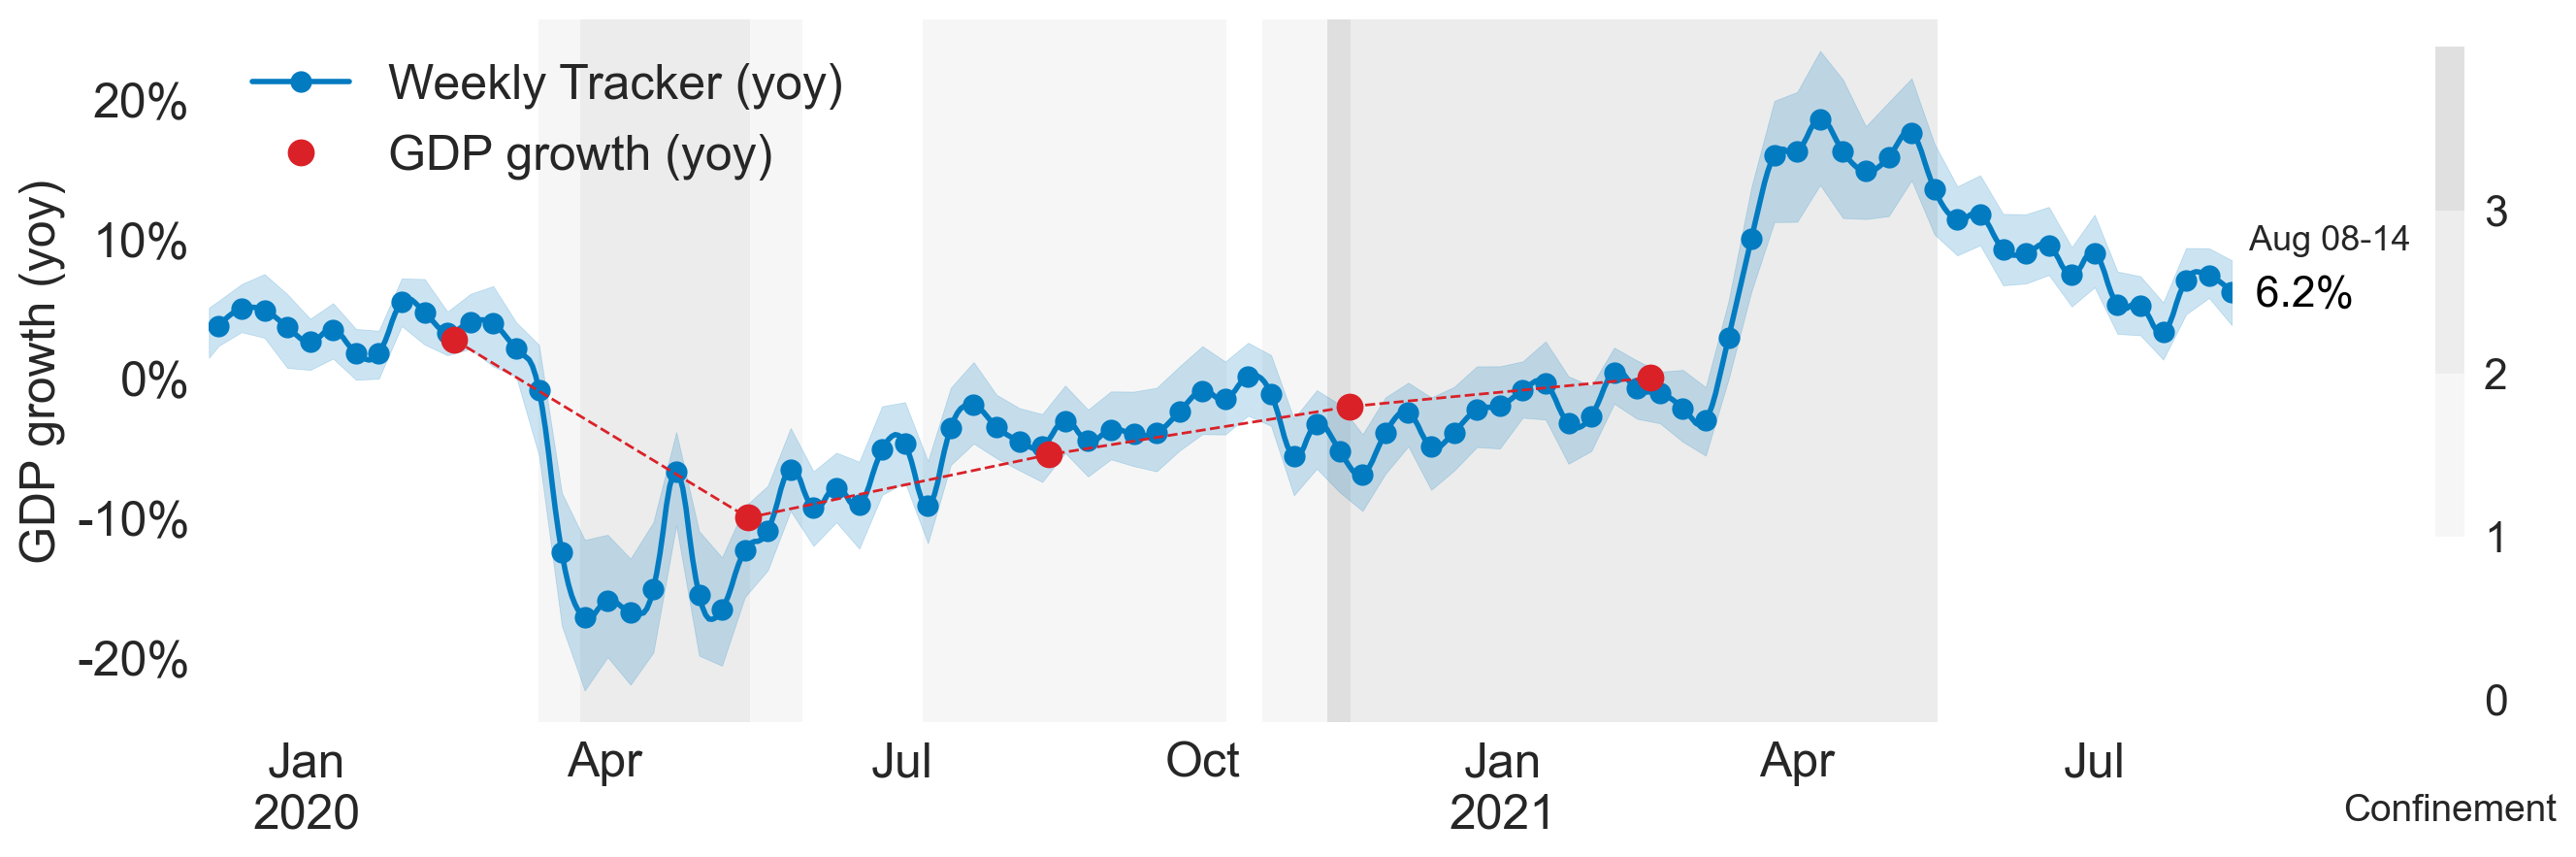 Weekly Tracker (yoy)
GDP growth (yoy)
GDP growth (yoy)
20%
10%
0%
-10%
-20%
Aug 08-14
6.2%
3
2
1
0
Jan Apr Jul Oct Jan Apr Jul
2020 2021
Confinement